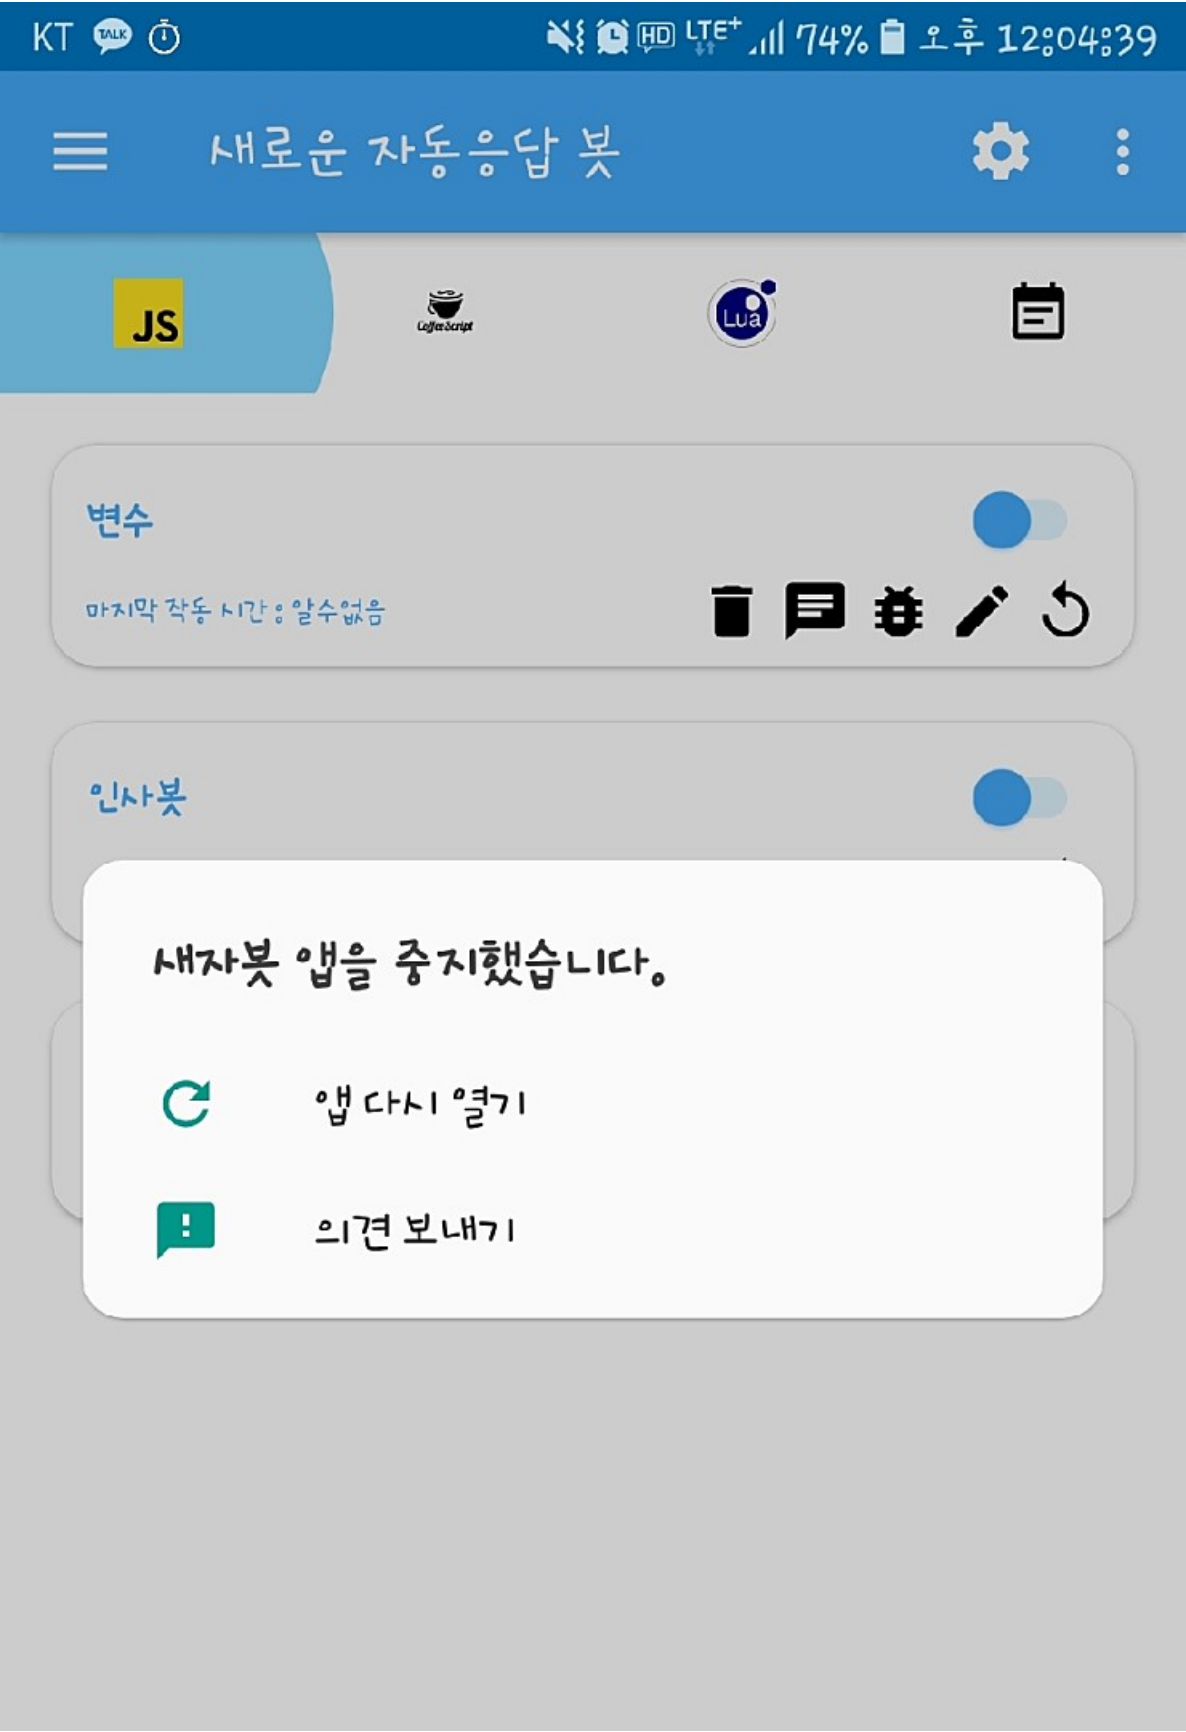 KT TALK HD LTE+ 74% 오후 12:04:39
새로운 자동응답 봇
JS CoffeeScript Lua
변수
마지막 작동 시간 : 알수없음
인사봇
새자봇 앱을 중지했습니다.
앱 다시 열기
의견 보내기